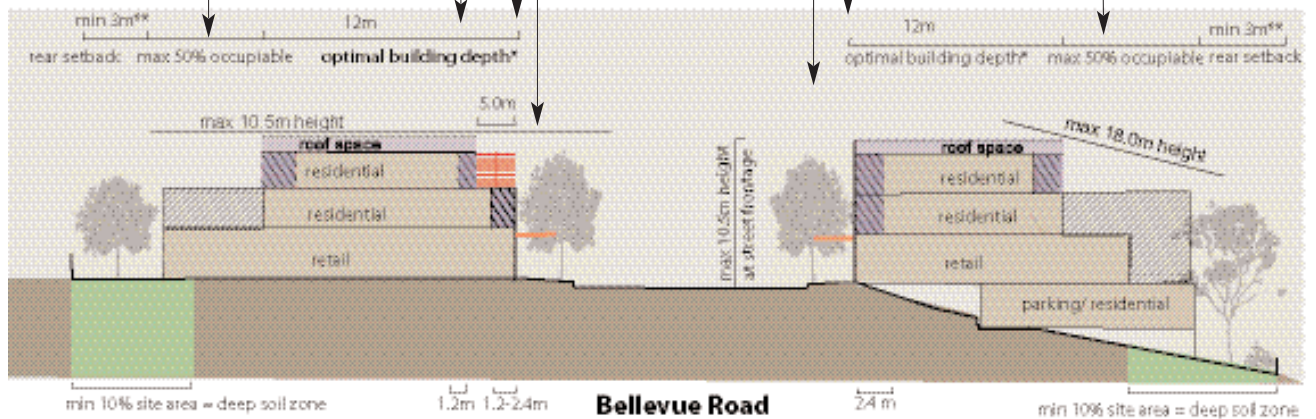 min 3m** 12m 12m min 3m**
rear setback max 50% occupiable optimal building depth* optimal building depth* max 50% occupiable rear setback
5.0m
max 10.5m height
max 18.0m height
roof space
residential
residential
retail
max 10.5m height
at street frontage
roof space
residential
residential
retail
parking/ residential
min 10% site area = deep soil zone 1.2m 1.2-2.4m Bellevue Road 2.4 m min 10% site area = deep soil zone